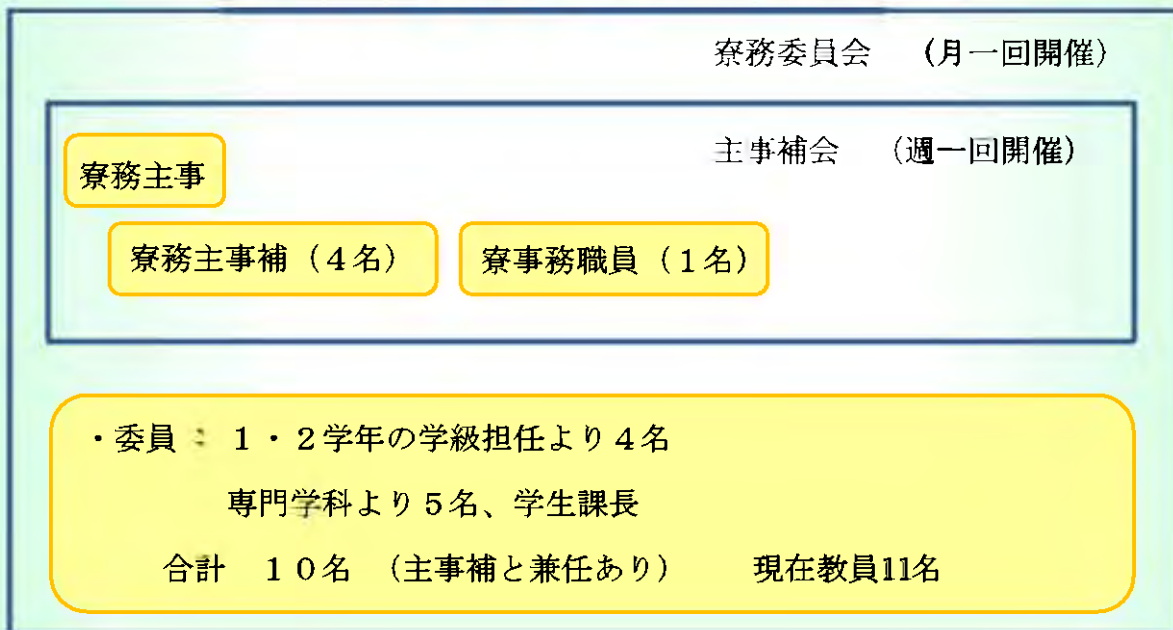 寮務委員会 (月一回開催)
主事補会 (週一回開催)
寮務主事
寮務主事補(4名)
寮事務職員(1名)
・委員: 1・2学年の学級担任より4名
専門学科より5名、学生課長
合計 10名 (主事補と兼任あり) 現在教員11名